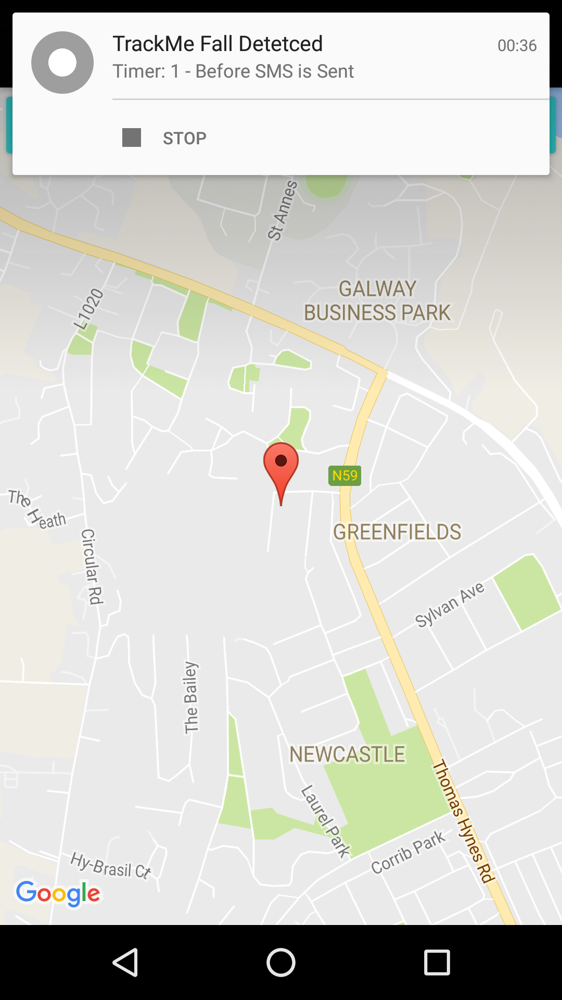 TrackMe Fall Detetced
00:36
Timer: 1 - Before SMS is Sent
STOP
St Annes
GALWAY
BUSINESS PARK
L1020
N59
The Heath
GREENFIELDS
Circular Rd
Sylvan Ave
The Bailey
NEWCASTLE
Thomas Hynes Rd
Laurel Park
Corrib Park
Hy-Brasil Ct
Google